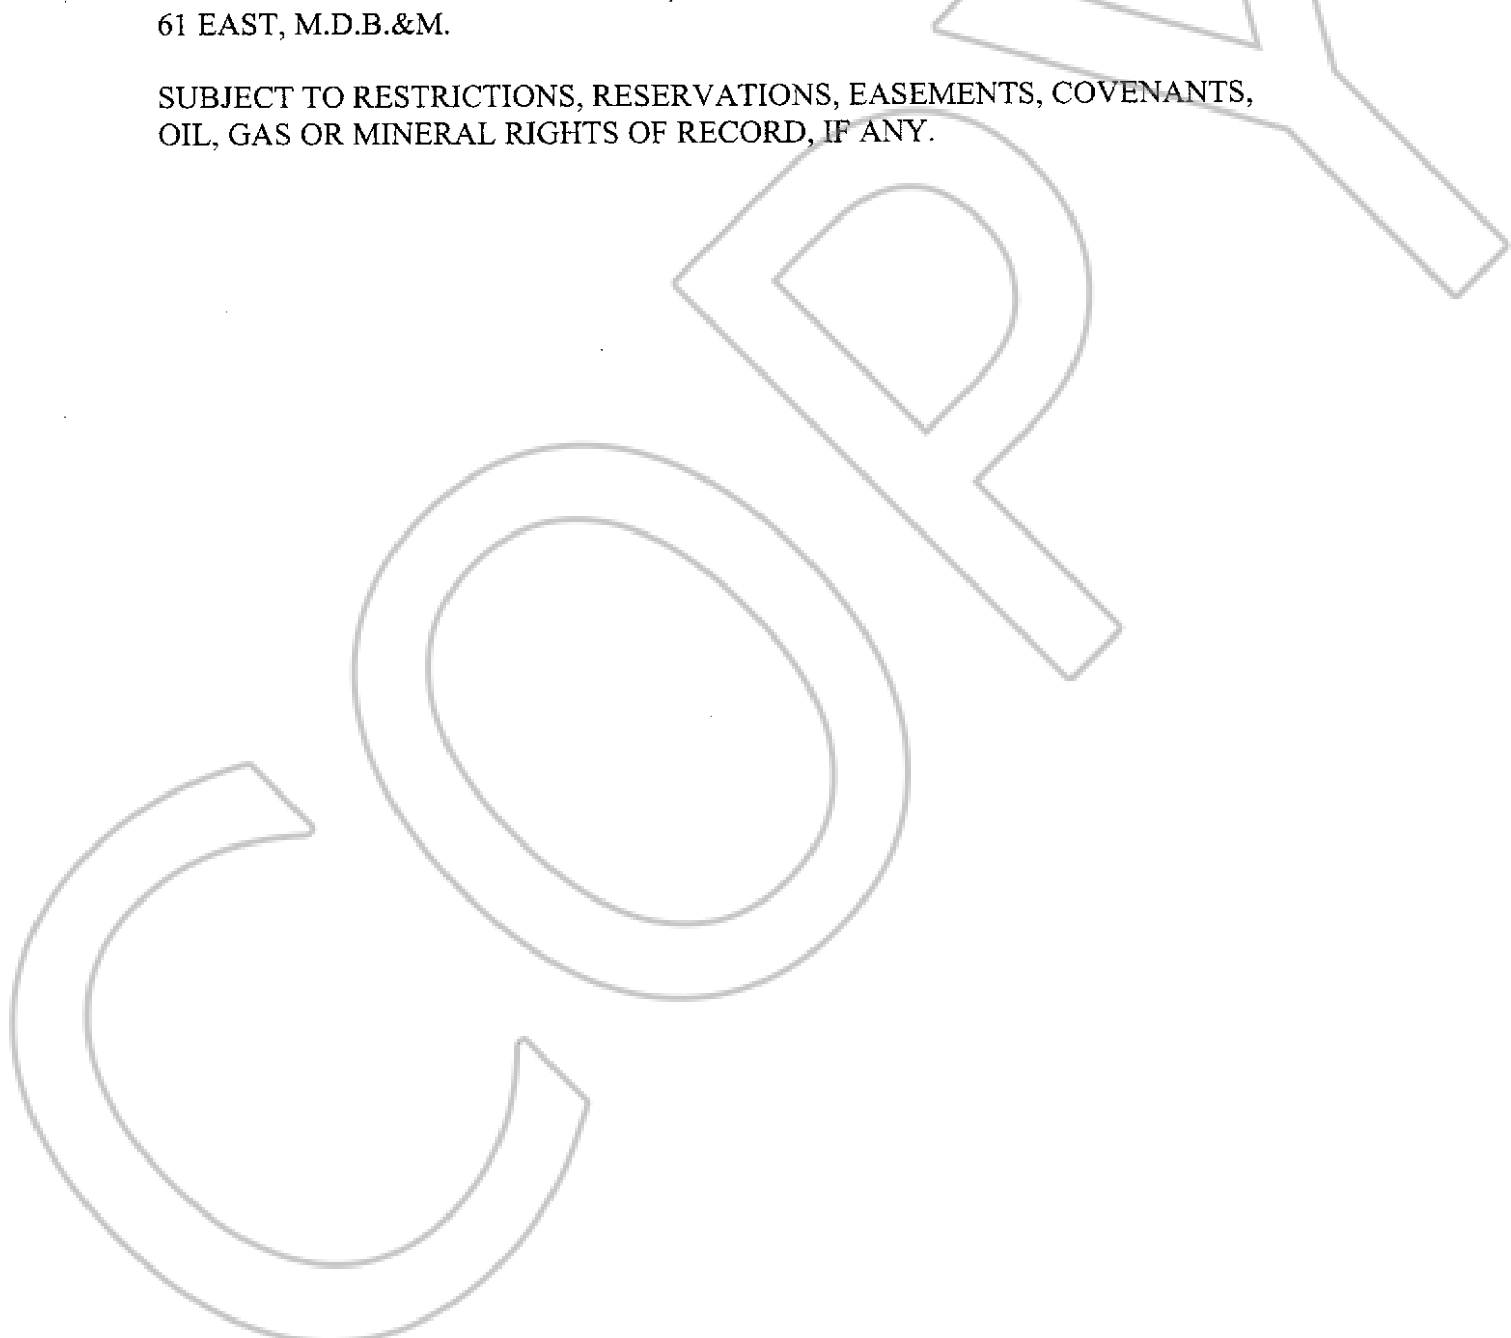 61 EAST, M.D.B.&M.
SUBJECT TO RESTRICTIONS, RESERVATIONS, EASEMENTS, COVENANTS,
OIL, GAS OR MINERAL RIGHTS OF RECORD, IF ANY.
COPY